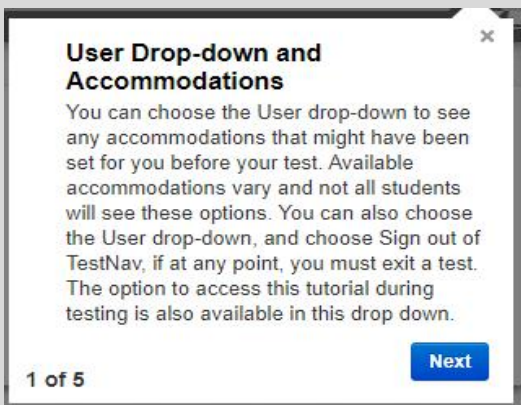 ×
User Drop-down and
Accommodations
You can choose the User drop-down to see
any accommodations that might have been
set for you before your test. Available
accommodations vary and not all students
will see these options. You can also choose
the User drop-down, and choose Sign out of
TestNav, if at any point, you must exit a test.
The option to access this tutorial during
testing is also available in this drop down.
Next
1 of 5